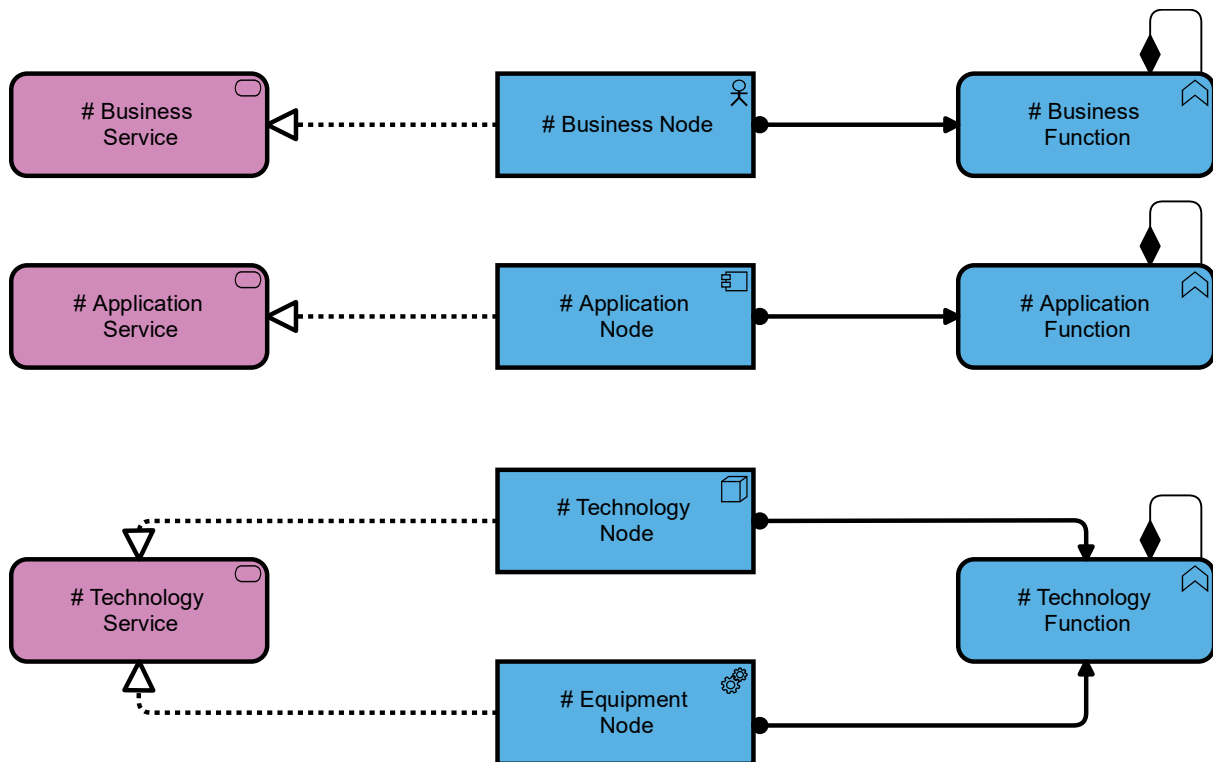 # Business
Service
# Business Node
# Business
Function
# Application
Service
# Application
Node
# Application
Function
# Technology
Node
# Technology
Service
# Technology
Function
# Equipment
Node